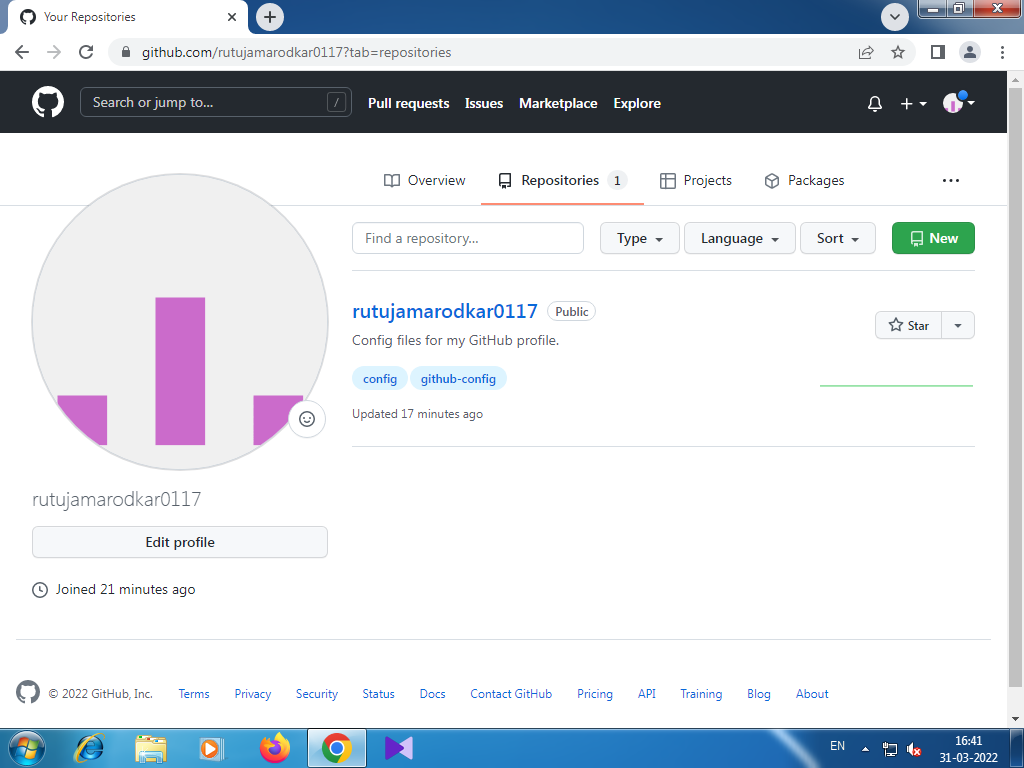 Your Repositories
github.com/rutujamarodkar0117?tab=repositories
Search or jump to... / Pull requests Issues Marketplace Explore
Overview Repositories 1 Projects Packages
Find a repository... Type Language Sort New
rutujamarodkar0117 Public
Star
Config files for my GitHub profile.
config github-config
Updated 17 minutes ago
rutujamarodkar0117
Edit profile
Joined 21 minutes ago
© 2022 GitHub, Inc. Terms Privacy Security Status Docs Contact GitHub Pricing API Training Blog About
EN 16:41
31-03-2022